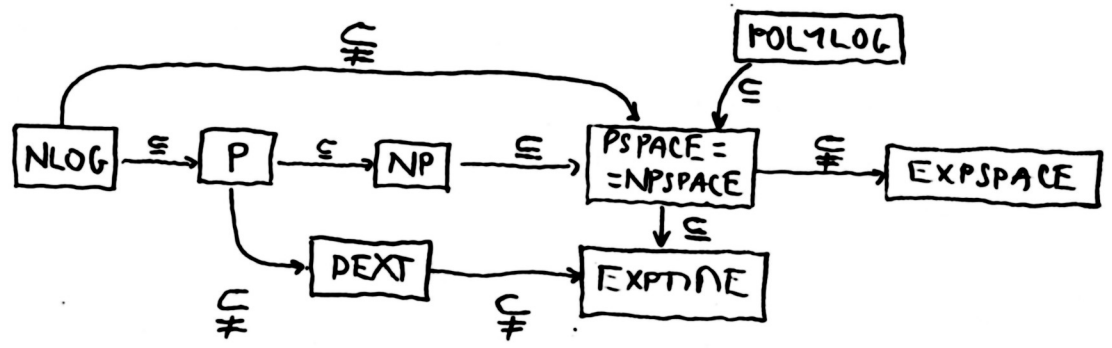 ⊊
POLYLOG
⊆
NLOG
⊆
P
⊆
NP
⊆
PSPACE =
=NPSPACE
⊊
EXPSPACE
⊆
DEXT
EXPTIME
⊊
⊊